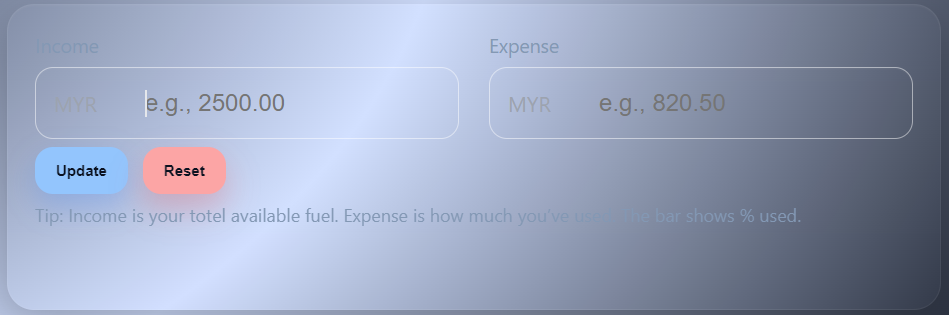 Income Expense
MYR e.g., 2500.00 MYR e.g., 820.50
Update Reset
Tip: Income is your totel available fuel. Expense is how much you've bar shows % used.